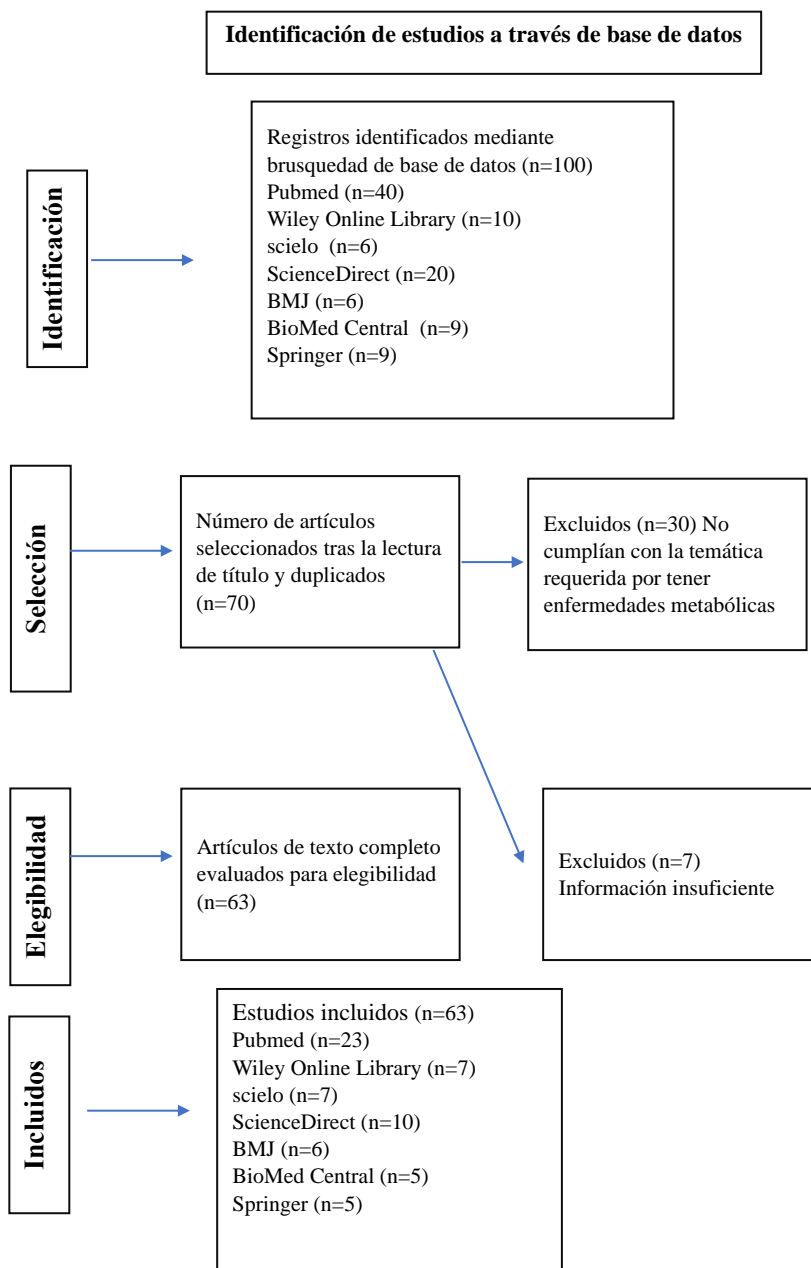 Identificación de estudios a través de base de datos
Identificación
Registros identificados mediante
brusquedad de base de datos (n=100)
Pubmed (n=40)
Wiley Online Library (n=10)
scielo (n=6)
ScienceDirect (n=20)
BMJ (n=6)
BioMed Central (n=9)
Springer (n=9)
Selección
Número de artículos
seleccionados tras la lectura
de título y duplicados
(n=70)
Excluidos (n=30) No
cumplían con la temática
requerida por tener
enfermedades metabólicas
Elegibilidad
Artículos de texto completo
evaluados para elegibilidad
(n=63)
Excluidos (n=7)
Información insuficiente
Incluidos
Estudios incluidos (n=63)
Pubmed (n=23)
Wiley Online Library (n=7)
scielo (n=7)
ScienceDirect (n=10)
BMJ (n=6)
BioMed Central (n=5)
Springer (n=5)